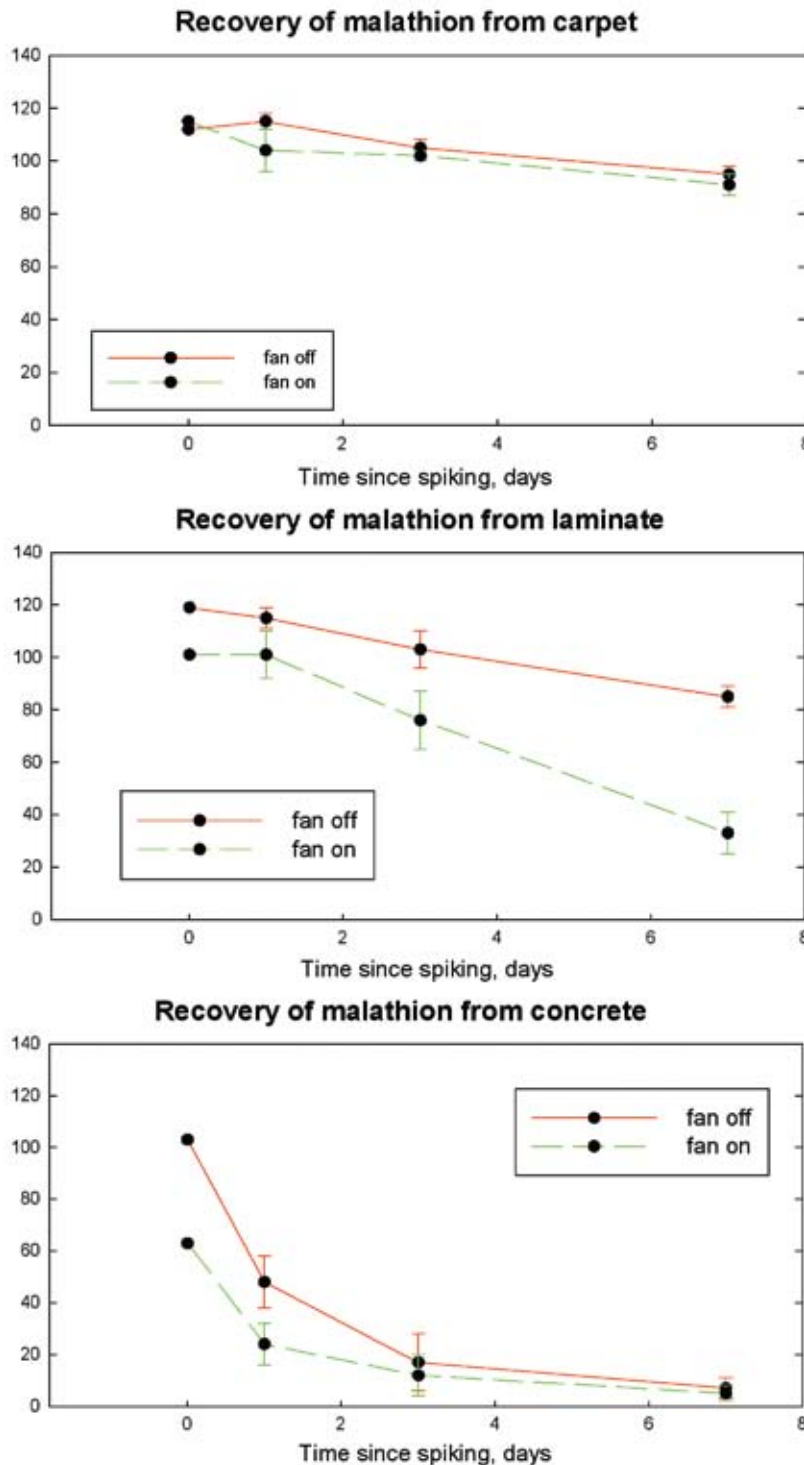 Recovery of malathion from carpet
140
120
100
80
60
40
20
0
fan off
fan on
0 2 4 6 8
Time since spiking, days
Recovery of malathion from laminate
140
120
100
80
60
40
20
0
fan off
fan on
0 2 4 6 8
Time since spiking, days
Recovery of malathion from concrete
140
120
100
80
60
40
20
0
fan off
fan on
0 2 4 6 8
Time since spiking, days